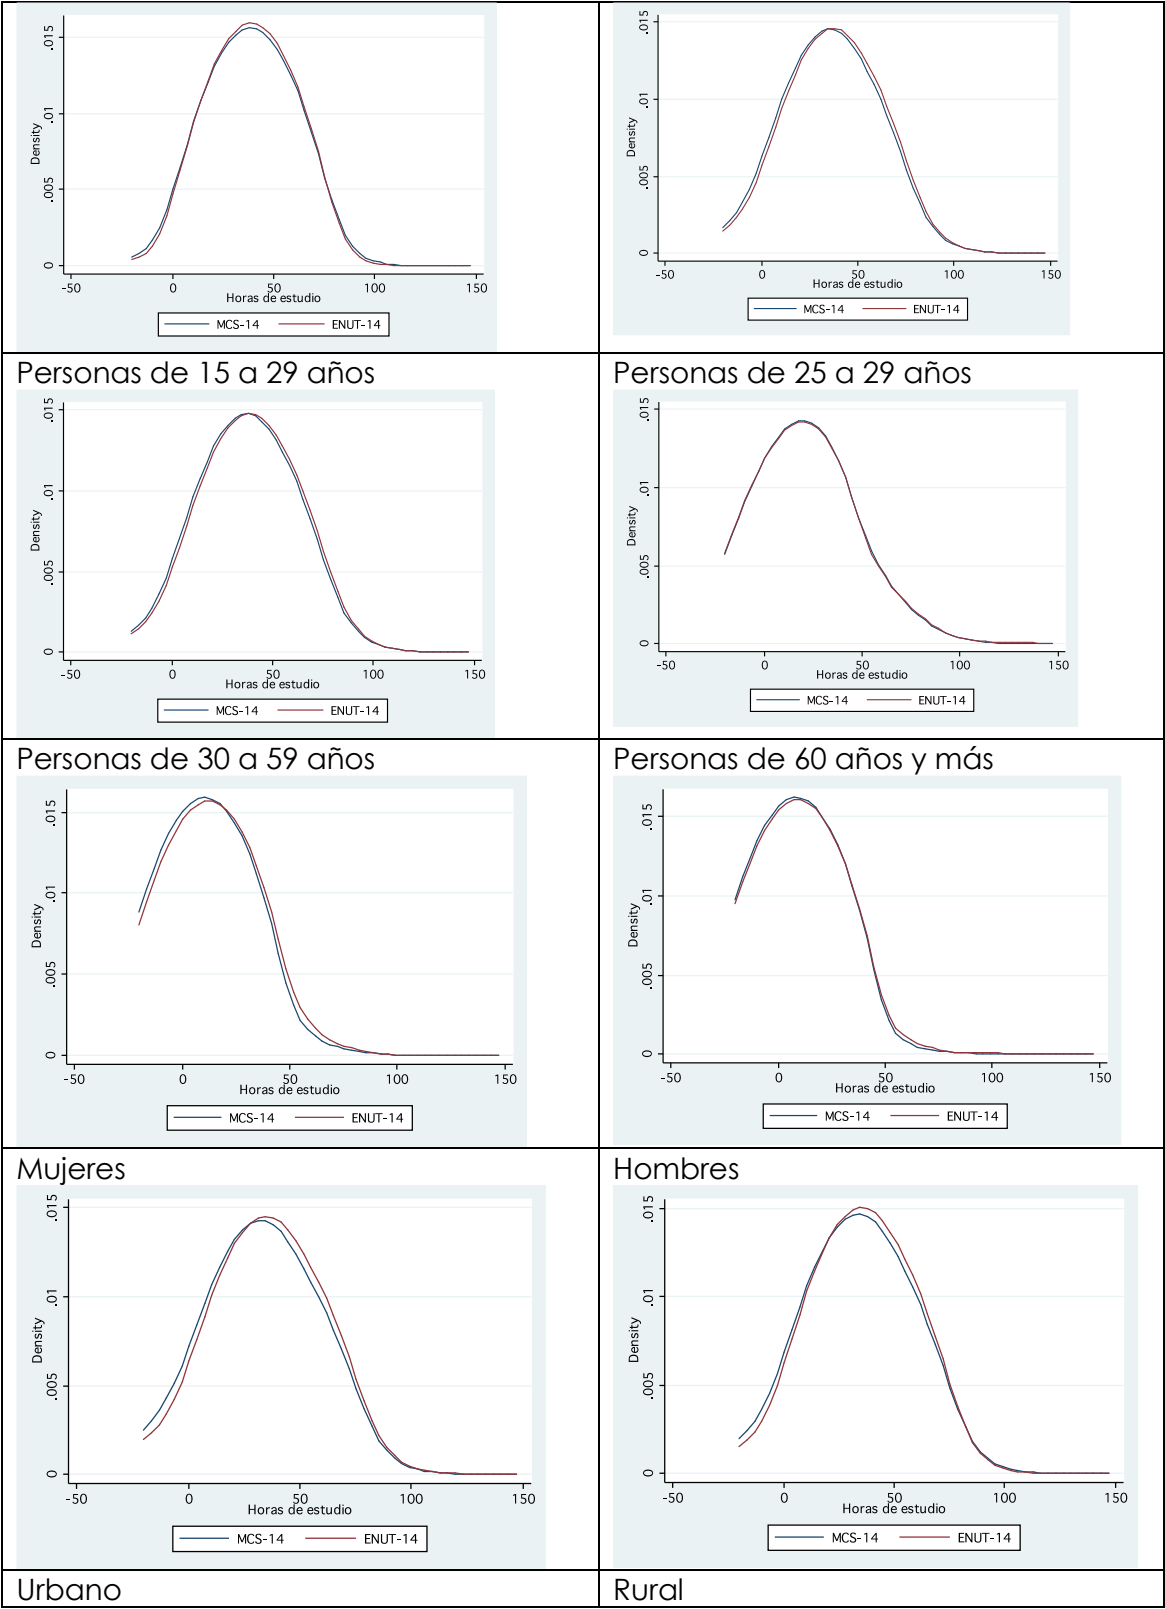 .015
.01
Density
.005
0
-50 0 50 100 150
Horas de estudio
MCS-14 ENUT-14
.015
.01
Density
.005
0
-50 0 50 100 150
Horas de estudio
MCS-14 ENUT-14
Personas de 15 a 29 años
.015
.01
Density
.005
0
-50 0 50 100 150
Horas de estudio
MCS-14 ENUT-14
Personas de 25 a 29 años
.015
.01
Density
.005
0
-50 0 50 100 150
Horas de estudio
MCS-14 ENUT-14
Personas de 30 a 59 años
.015
.01
Density
.005
0
-50 0 50 100 150
Horas de estudio
MCS-14 ENUT-14
Personas de 60 años y más
.015
.01
Density
.005
0
-50 0 50 100 150
Horas de estudio
MCS-14 ENUT-14
Mujeres
.015
.01
Density
.005
0
-50 0 50 100 150
Horas de estudio
MCS-14 ENUT-14
Hombres
.015
.01
Density
.005
0
-50 0 50 100 150
Horas de estudio
MCS-14 ENUT-14
Urbano
Rural